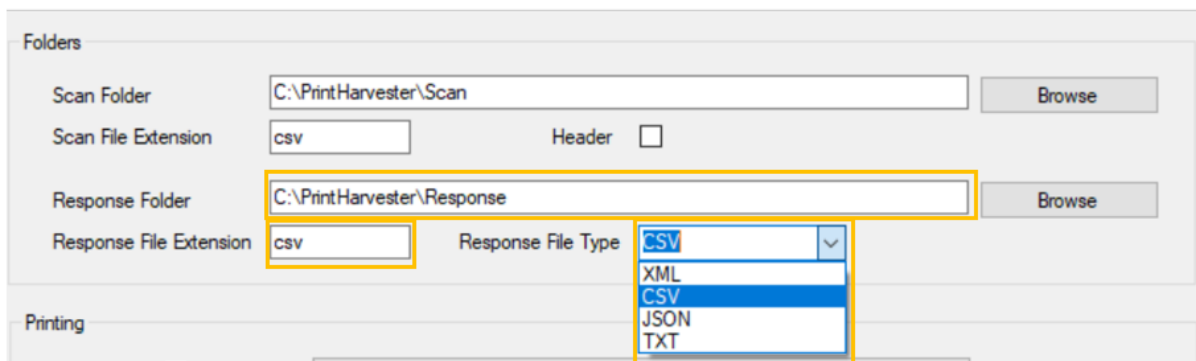 Folders
Scan Folder C:\PrintHarvester\Scan Browse
Scan File Extension csv Header
Response Folder C:\PrintHarvester\Response Browse
Response File Extension csv Response File Type CSV
XML
CSV
JSON
TXT
Printing